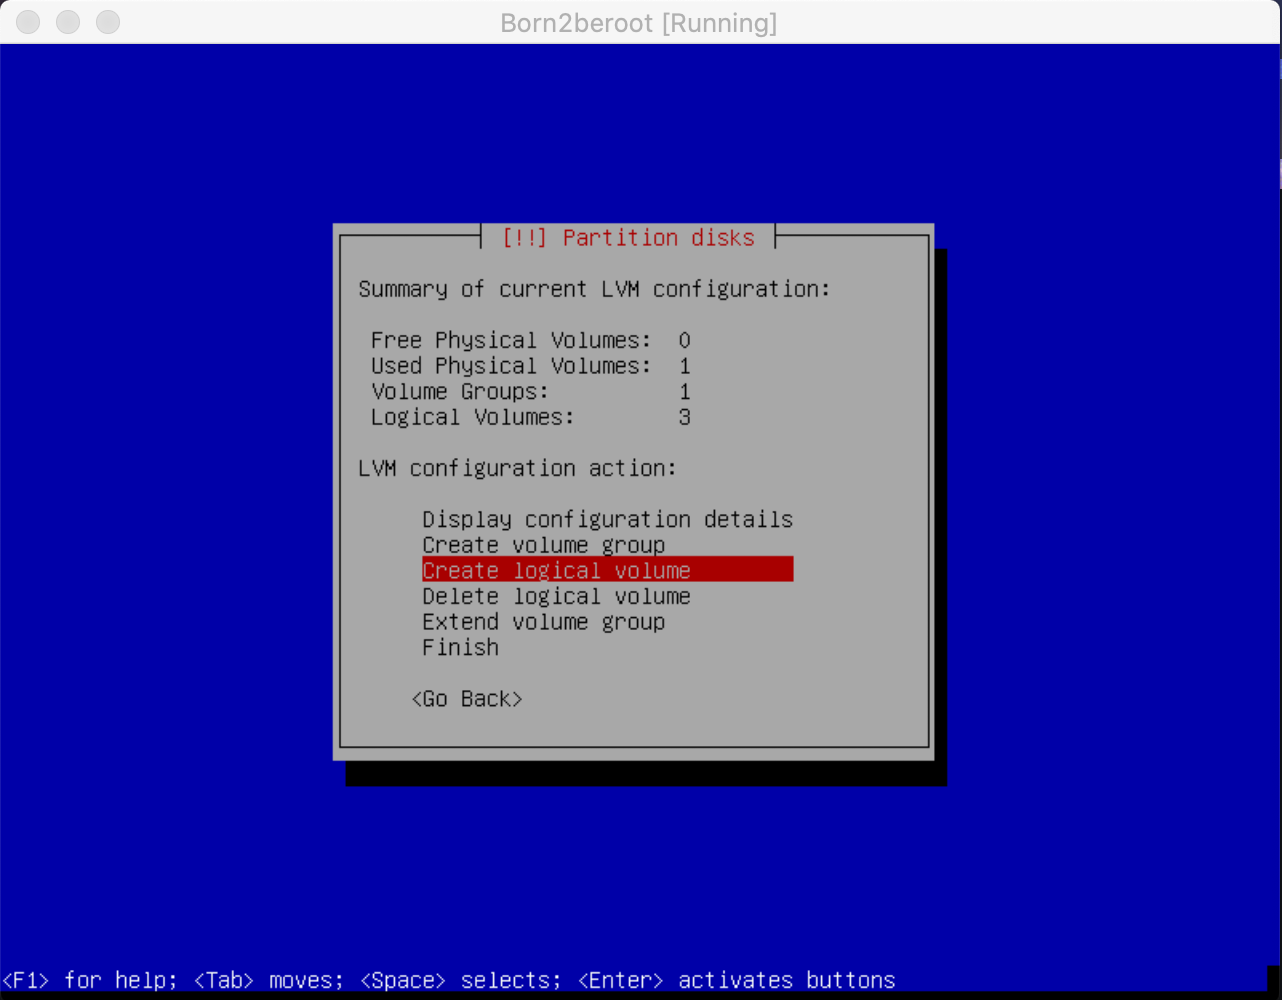 Born2beroot [Running]
[!!] Partition disks
Summary of current LVM configuration:
Free Physical Volumes: 0
Used Physical Volumes: 1
Volume Groups: 1
Logical Volumes: 3
LVM configuration action:
Display configuration details
Create volume group
Create logical volume
Delete logical volume
Extend volume group
Finish
<Go Back>
<F1> for help; <Tab> moves; <Space> selects; <Enter> activates buttons